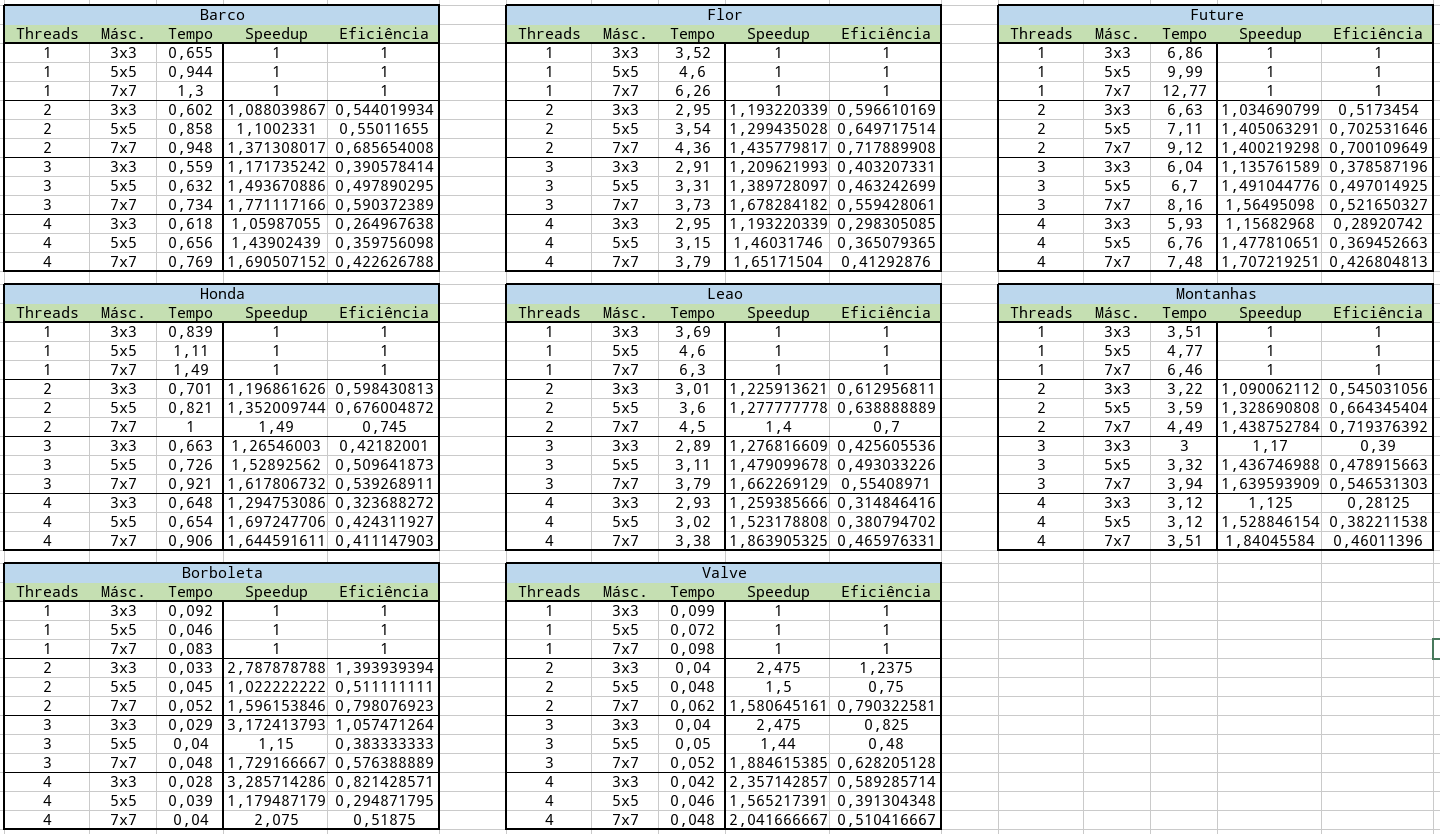 Barco
Threads Másc. Tempo Speedup Eficiência
1 3x3 0,655 1 1
1 5x5 0,944 1 1
1 7x7 1,3 1 1
2 3x3 0,602 1,088039867 0,544019934
2 5x5 0,858 1,1002331 0,55011655
2 7x7 0,948 1,371308017 0,685654008
3 3x3 0,559 1,171735242 0,390578414
3 5x5 0,632 1,493670886 0,497890295
3 7x7 0,734 1,771117166 0,590372389
4 3x3 0,618 1,05987055 0,264967638
4 5x5 0,656 1,43902439 0,359756098
4 7x7 0,769 1,690507152 0,422626788
Flor
Threads Másc. Tempo Speedup Eficiência
1 3x3 3,52 1 1
1 5x5 4,6 1 1
1 7x7 6,26 1 1
2 3x3 2,95 1,193220339 0,596610169
2 5x5 3,54 1,299435028 0,649717514
2 7x7 4,36 1,435779817 0,717889908
3 3x3 2,91 1,209621993 0,403207331
3 5x5 3,31 1,389728097 0,463242699
3 7x7 3,73 1,678284182 0,559428061
4 3x3 2,95 1,193220339 0,298305085
4 5x5 3,15 1,46031746 0,365079365
4 7x7 3,79 1,65171504 0,41292876
Future
Threads Másc. Tempo Speedup Eficiência
1 3x3 6,86 1 1
1 5x5 9,99 1 1
1 7x7 12,77 1 1
2 3x3 6,63 1,034690799 0,5173454
2 5x5 7,11 1,405063291 0,702531646
2 7x7 9,12 1,400219298 0,700109649
3 3x3 6,04 1,135761589 0,378587196
3 5x5 6,7 1,491044776 0,497014925
3 7x7 8,16 1,56495098 0,521650327
4 3x3 5,93 1,15682968 0,28920742
4 5x5 6,76 1,477810651 0,369452663
4 7x7 7,48 1,707219251 0,426804813
Honda
Threads Másc. Tempo Speedup Eficiência
1 3x3 0,839 1 1
1 5x5 1,11 1 1
1 7x7 1,49 1 1
2 3x3 0,701 1,196861626 0,598430813
2 5x5 0,821 1,352009744 0,676004872
2 7x7 1 1,49 0,745
3 3x3 0,663 1,26546003 0,42182001
3 5x5 0,726 1,52892562 0,509641873
3 7x7 0,921 1,617806732 0,539268911
4 3x3 0,648 1,294753086 0,323688272
4 5x5 0,654 1,697247706 0,424311927
4 7x7 0,906 1,644591611 0,411147903
Leao
Threads Másc. Tempo Speedup Eficiência
1 3x3 3,69 1 1
1 5x5 4,6 1 1
1 7x7 6,3 1 1
2 3x3 3,01 1,225913621 0,612956811
2 5x5 3,6 1,277777778 0,638888889
2 7x7 4,5 1,4 0,7
3 3x3 2,89 1,276816609 0,425605536
3 5x5 3,11 1,479099678 0,493033226
3 7x7 3,79 1,662269129 0,55408971
4 3x3 2,93 1,259385666 0,314846416
4 5x5 3,02 1,523178808 0,380794702
4 7x7 3,38 1,863905325 0,465976331
Montanhas
Threads Másc. Tempo Speedup Eficiência
1 3x3 3,51 1 1
1 5x5 4,77 1 1
1 7x7 6,46 1 1
2 3x3 3,22 1,090062112 0,545031056
2 5x5 3,59 1,328690808 0,664345404
2 7x7 4,49 1,438752784 0,719376392
3 3x3 3 1,17 0,39
3 5x5 3,32 1,436746988 0,478915663
3 7x7 3,94 1,639593909 0,546531303
4 3x3 3,12 1,125 0,28125
4 5x5 3,12 1,528846154 0,382211538
4 7x7 3,51 1,84045584 0,46011396
Borboleta
Threads Másc. Tempo Speedup Eficiência
1 3x3 0,092 1 1
1 5x5 0,046 1 1
1 7x7 0,083 1 1
2 3x3 0,033 2,787878788 1,393939394
2 5x5 0,045 1,022222222 0,511111111
2 7x7 0,052 1,596153846 0,798076923
3 3x3 0,029 3,172413793 1,057471264
3 5x5 0,04 1,15 0,383333333
3 7x7 0,048 1,729166667 0,576388889
4 3x3 0,028 3,285714286 0,821428571
4 5x5 0,039 1,179487179 0,294871795
4 7x7 0,04 2,075 0,51875
Valve
Threads Másc. Tempo Speedup Eficiência
1 3x3 0,099 1 1
1 5x5 0,072 1 1
1 7x7 0,098 1 1
2 3x3 0,04 2,475 1,2375
2 5x5 0,048 1,5 0,75
2 7x7 0,062 1,580645161 0,790322581
3 3x3 0,04 2,475 0,825
3 5x5 0,05 1,44 0,48
3 7x7 0,052 1,884615385 0,628205128
4 3x3 0,042 2,357142857 0,589285714
4 5x5 0,046 1,565217391 0,391304348
4 7x7 0,048 2,041666667 0,510416667